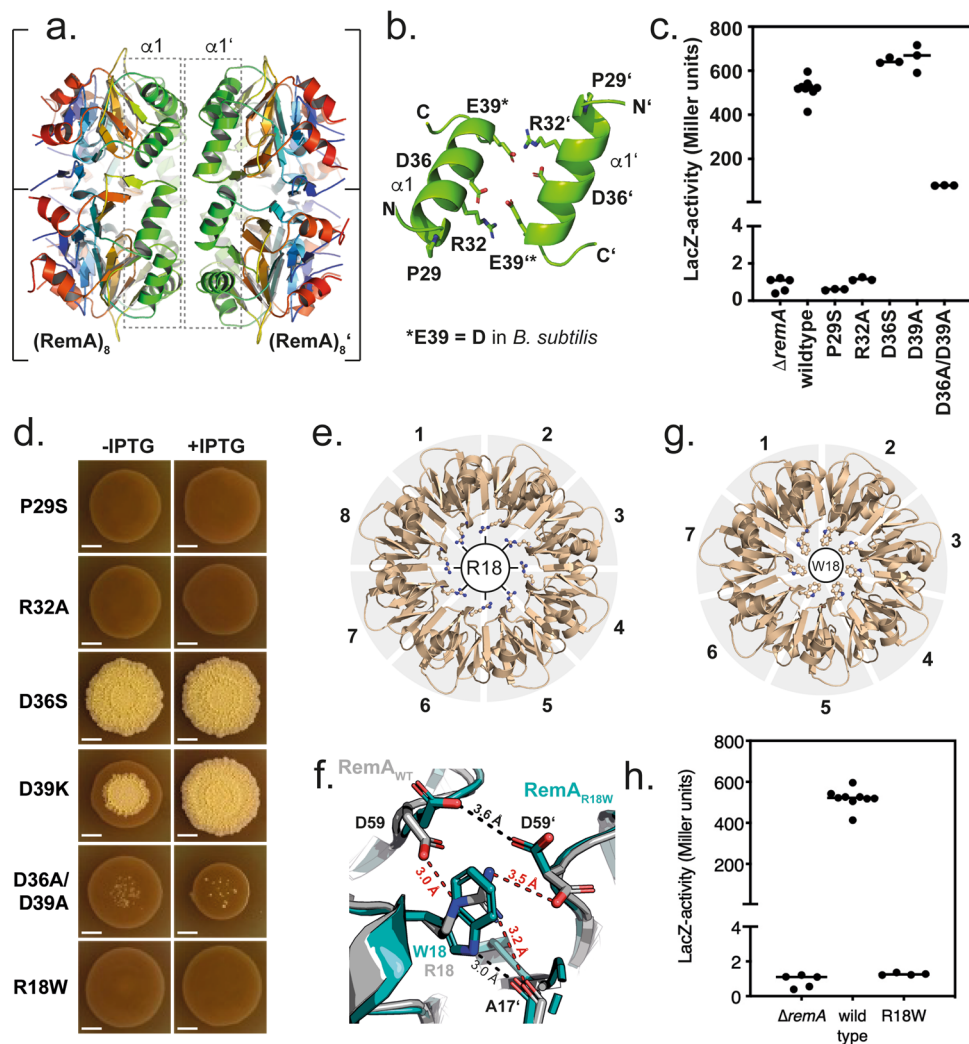 a.
α1
α1‘
(RemA)8
(RemA)8‘
b.
P29‘
N‘
C
E39*
R32‘
D36
α1
α1‘
D36‘
N
R32
E39‘*
C‘
P29
*E39 = D in B. subtilis
c.
LacZ-activity (Miller units)
800
600
400
200
4
2
0
ΔremA
wildtype
P29S
R32A
D36S
D39A
D36A/D39A
d.
-IPTG
+IPTG
P29S
R32A
D36S
D39K
D36A/
D39A
R18W
e.
1
2
3
4
5
6
7
8
R18
g.
1
2
3
4
5
6
7
W18
f.
RemAWT
RemAR18W
D59
D59‘
3.6 Å
3.0 Å
3.5 Å
3.2 Å
W18
R18
3.0 Å
A17‘
h.
LacZ-activity (Miller units)
800
600
400
200
4
2
0
ΔremA
wild
type
R18W